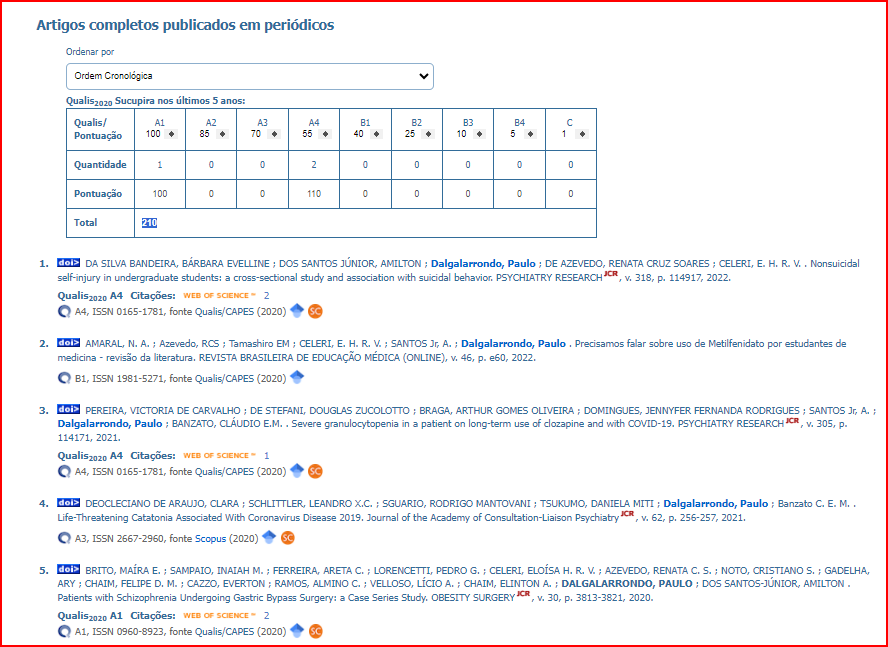 Artigos completos publicados em periódicos
Ordenar por
Ordem Cronológica
Qualis2020 Sucupira nos últimos 5 anos:
Qualis/ A1 A2 A3 A4 B1 B2 B3 B4 C
Pontuação 100 85 70 55 40 25 10 5 1
Quantidade 1 0 0 2 0 0 0 0 0
Pontuação 100 0 0 110 0 0 0 0 0
Total 210
1. doi> DA SILVA BANDEIRA, BÁRBARA EVELLINE ; DOS SANTOS JÚNIOR, AMILTON ; Dalgalarrondo, Paulo ; DE AZEVEDO, RENATA CRUZ SOARES ; CELERI, E. H. R. V. . Nonsuicidal
self-injury in undergraduate students: a cross-sectional study and association with suicidal behavior. PSYCHIATRY RESEARCH JCR , v. 318, p. 114917, 2022.
Qualis2020 A4 Citações: WEB OF SCIENCE ™ 2
A4, ISSN 0165-1781, fonte Qualis/CAPES (2020) SC
2. doi> AMARAL, N. A. ; Azevedo, RCS ; Tamashiro EM ; CELERI, E. H. R. V. ; SANTOS Jr, A. ; Dalgalarrondo, Paulo . Precisamos falar sobre uso de Metilfenidato por estudantes de
medicina - revisão da literatura. REVISTA BRASILEIRA DE EDUCAÇÃO MÉDICA (ONLINE), v. 46, p. e60, 2022.
B1, ISSN 1981-5271, fonte Qualis/CAPES (2020)
3. doi> PEREIRA, VICTORIA DE CARVALHO ; DE STEFANI, DOUGLAS ZUCOLOTTO ; BRAGA, ARTHUR GOMES OLIVEIRA ; DOMINGUES, JENNYFER FERNANDA RODRIGUES ; SANTOS Jr, A. ;
Dalgalarrondo, Paulo ; BANZATO, CLÁUDIO E.M. . Severe granulocytopenia in a patient on long-term use of clozapine and with COVID-19. PSYCHIATRY RESEARCH JCR , v. 305, p.
114171, 2021.
Qualis2020 A4 Citações: WEB OF SCIENCE ™ 1
A4, ISSN 0165-1781, fonte Qualis/CAPES (2020) SC
4. doi> DEOCLECIANO DE ARAUJO, CLARA ; SCHLITTLER, LEANDRO X.C. ; SGUARIO, RODRIGO MANTOVANI ; TSUKUMO, DANIELA MITI ; Dalgalarrondo, Paulo ; Banzato C. E. M. .
Life-Threatening Catatonia Associated With Coronavirus Disease 2019. Journal of the Academy of Consultation-Liaison Psychiatry JCR , v. 62, p. 256-257, 2021.
A3, ISSN 2667-2960, fonte Scopus (2020) SC
5. doi> BRITO, MAÍRA E. ; SAMPAIO, INAIAH M. ; FERREIRA, ARETA C. ; LORENCETTI, PEDRO G. ; CELERI, ELOÍSA H. R. V. ; AZEVEDO, RENATA C. S. ; NOTO, CRISTIANO S. ; GADELHA,
ARY ; CHAIM, FELIPE D. M. ; CAZZO, EVERTON ; RAMOS, ALMINO C. ; VELLOSO, LÍCIO A. ; CHAIM, ELINTON A. ; DALGALARRONDO, PAULO ; DOS SANTOS-JÚNIOR, AMILTON .
Patients with Schizophrenia Undergoing Gastric Bypass Surgery: a Case Series Study. OBESITY SURGERY JCR , v. 30, p. 3813-3821, 2020.
Qualis2020 A1 Citações: WEB OF SCIENCE ™ 2
A1, ISSN 0960-8923, fonte Qualis/CAPES (2020) SC